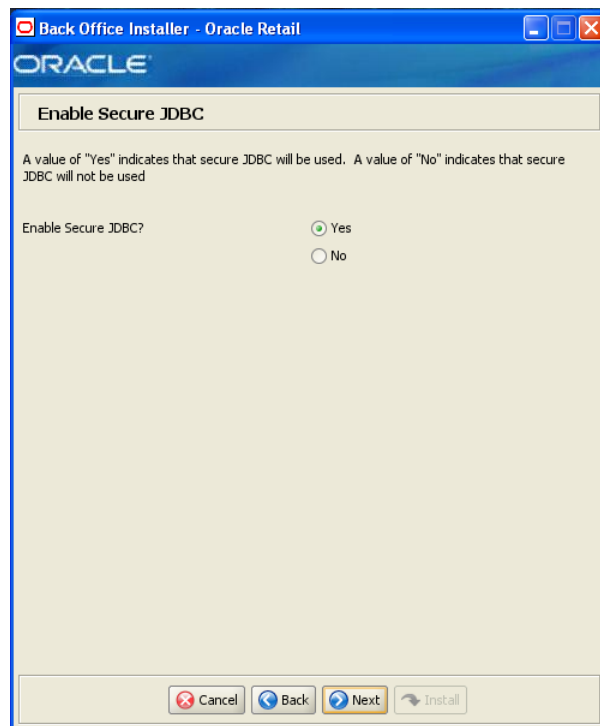 Back Office Installer - Oracle Retail
ORACLE
Enable Secure JDBC
A value of "Yes" indicates that secure JDBC will be used. A value of "No" indicates that secure
JDBC will not be used
Enable Secure JDBC?
Yes
No
Cancel
Back
Next
Install